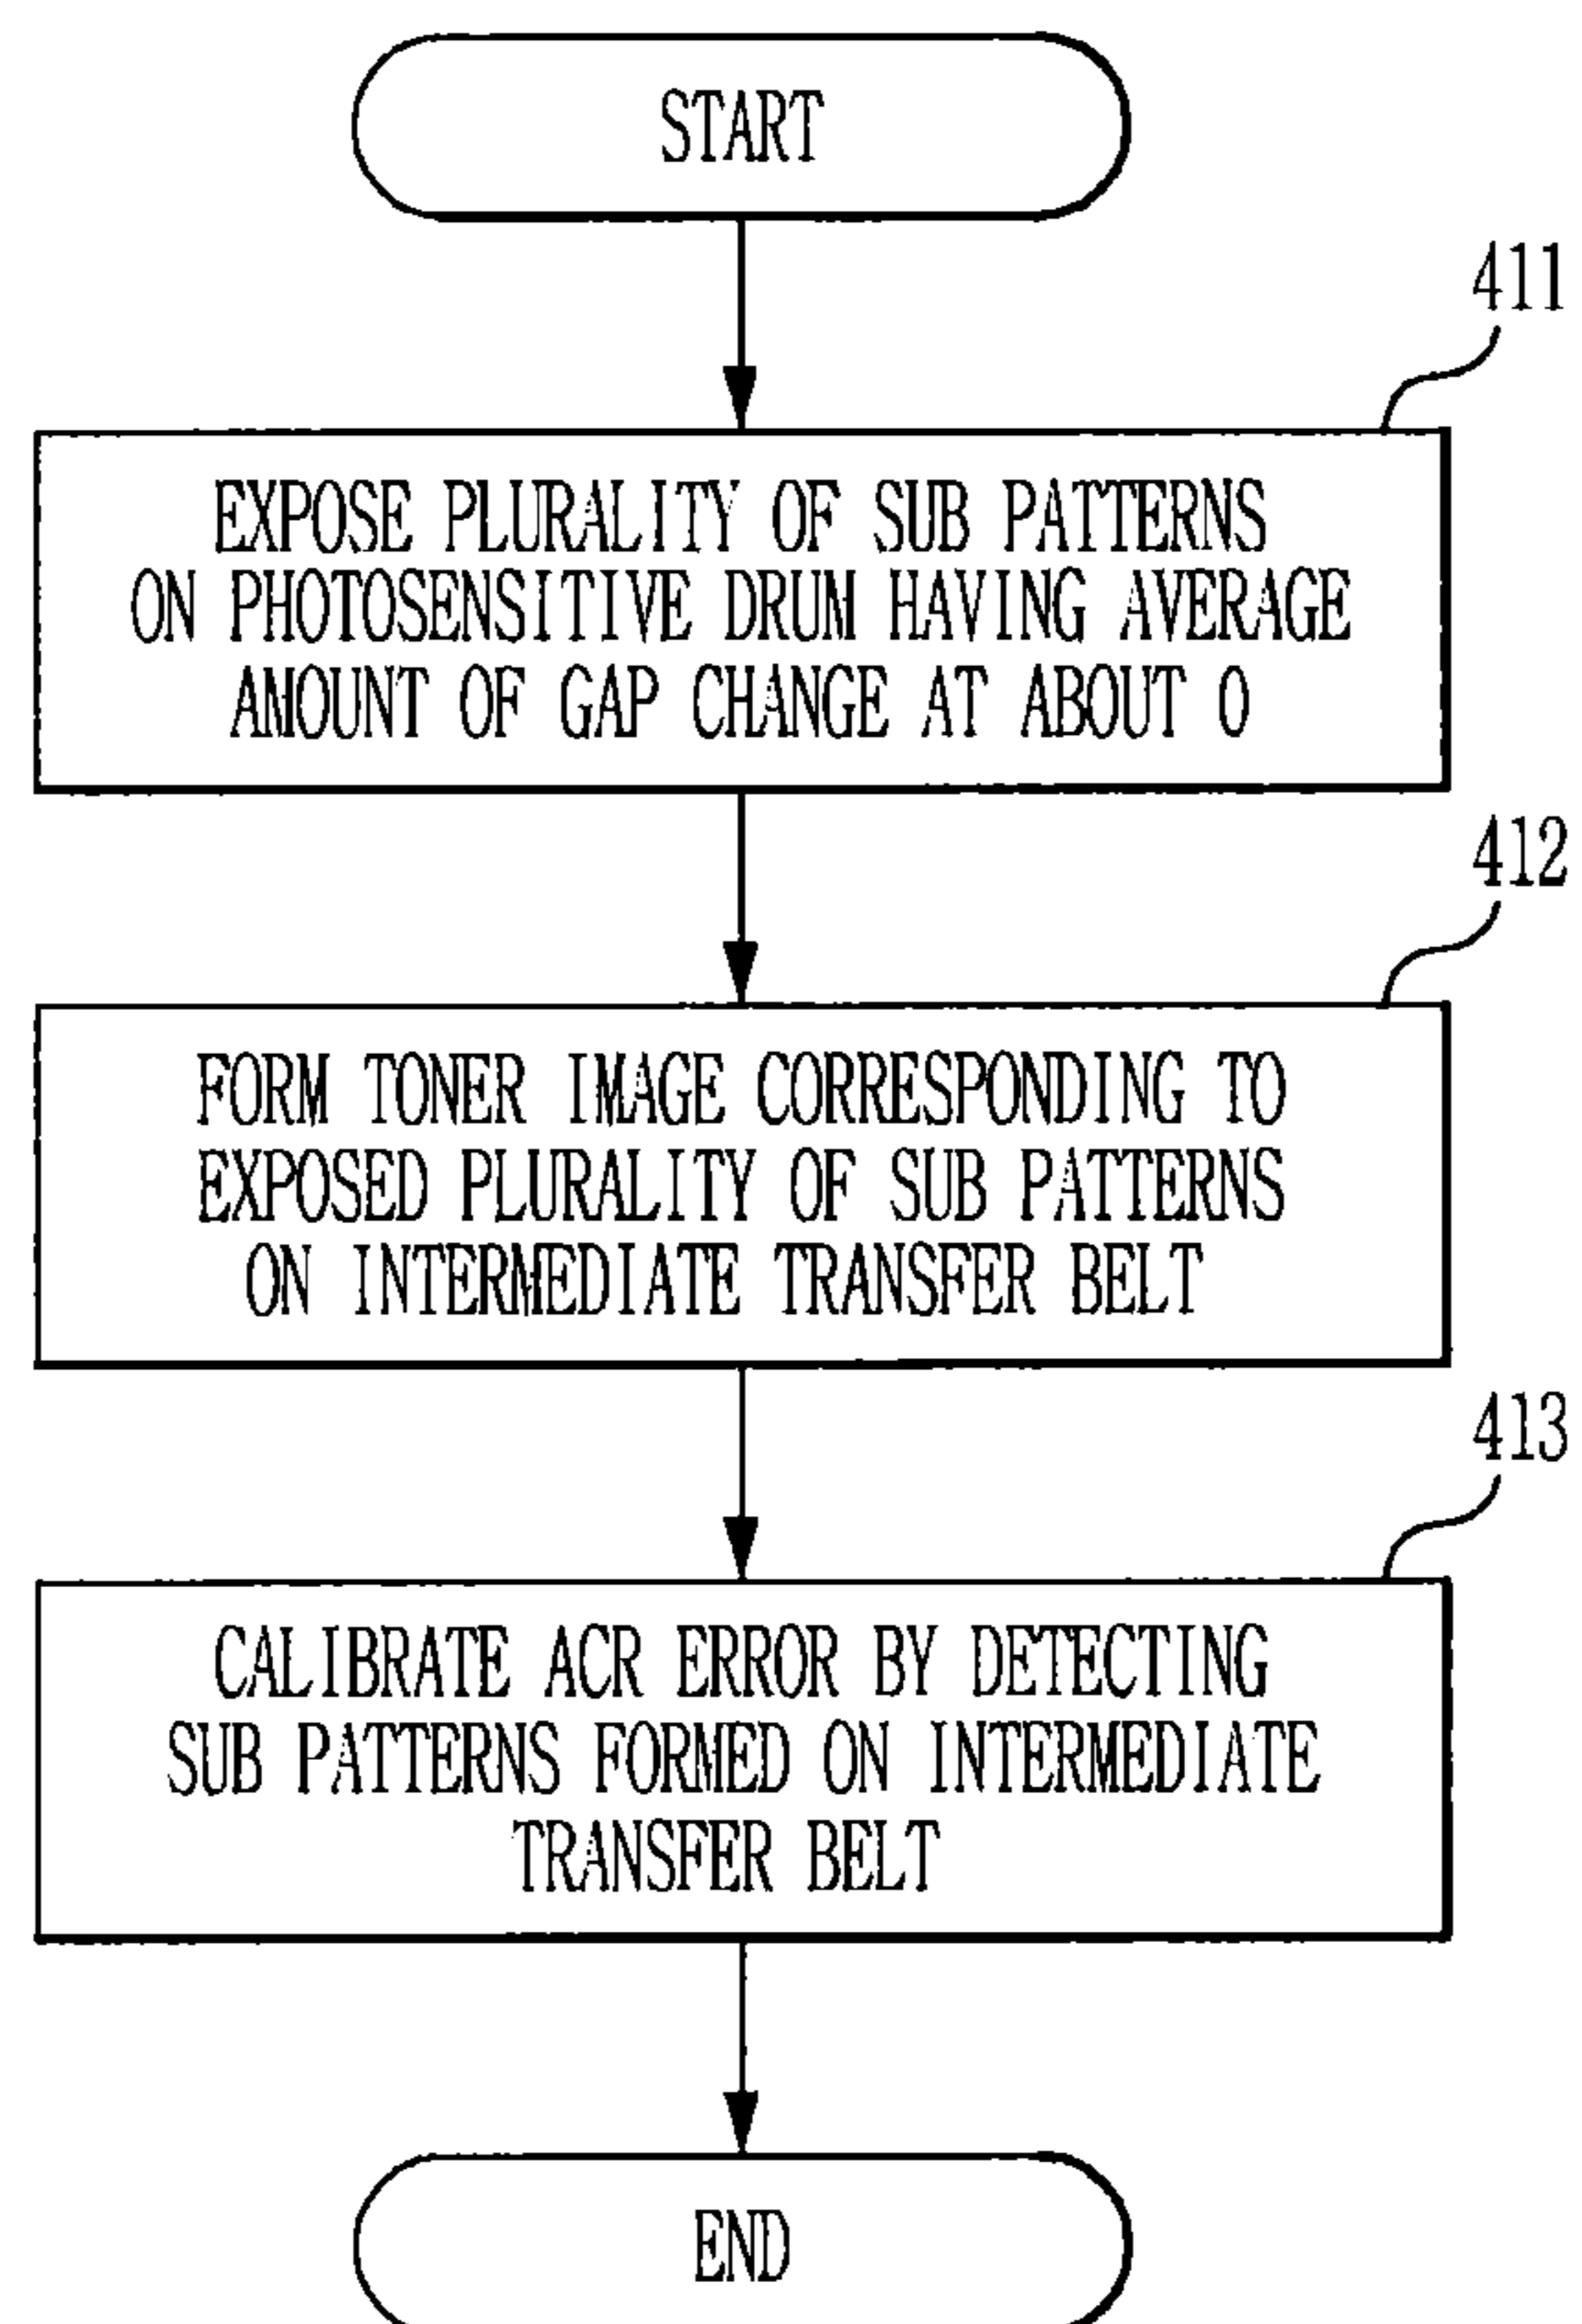 START
411
EXPOSE PLURALITY OF SUB PATTERNS
ON PHOTOSENSITIVE DRUM HAVING AVERAGE
AMOUNT OF GAP CHANGE AT ABOUT 0
412
FORM TONER IMAGE CORRESPONDING TO
EXPOSED PLURALITY OF SUB PATTERNS
ON INTERMEDIATE TRANSFER BELT
413
CALIBRATE ACR ERROR BY DETECTING
SUB PATTERNS FORMED ON INTERMEDIATE
TRANSFER BELT
END